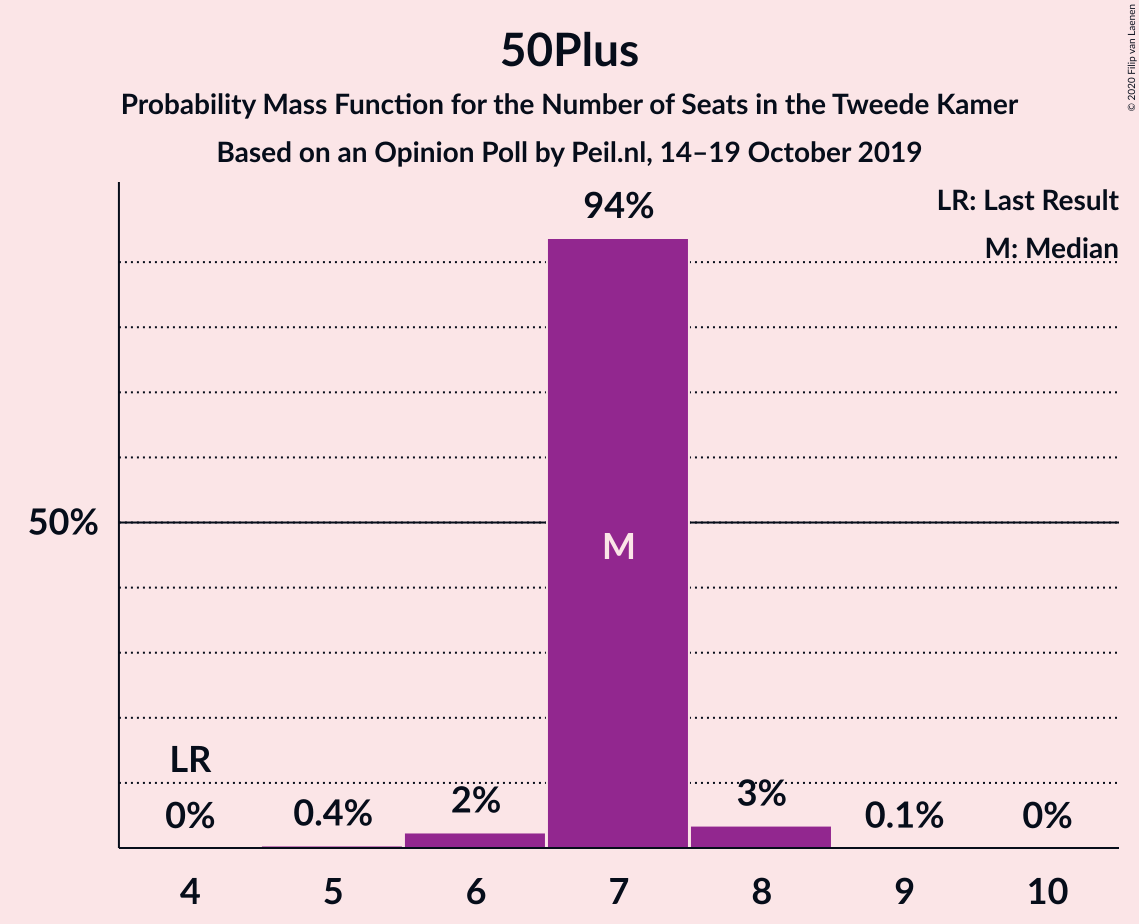 50Plus
Probability Mass Function for the Number of Seats in the Tweede Kamer
Based on an Opinion Poll by Peil.nl, 14–19 October 2019
© 2020 Filip van Laenen
LR: Last Result
M: Median
94%
50%
M
LR
0%
0.4%
2%
3%
0.1%
0%
4 5 6 7 8 9 10